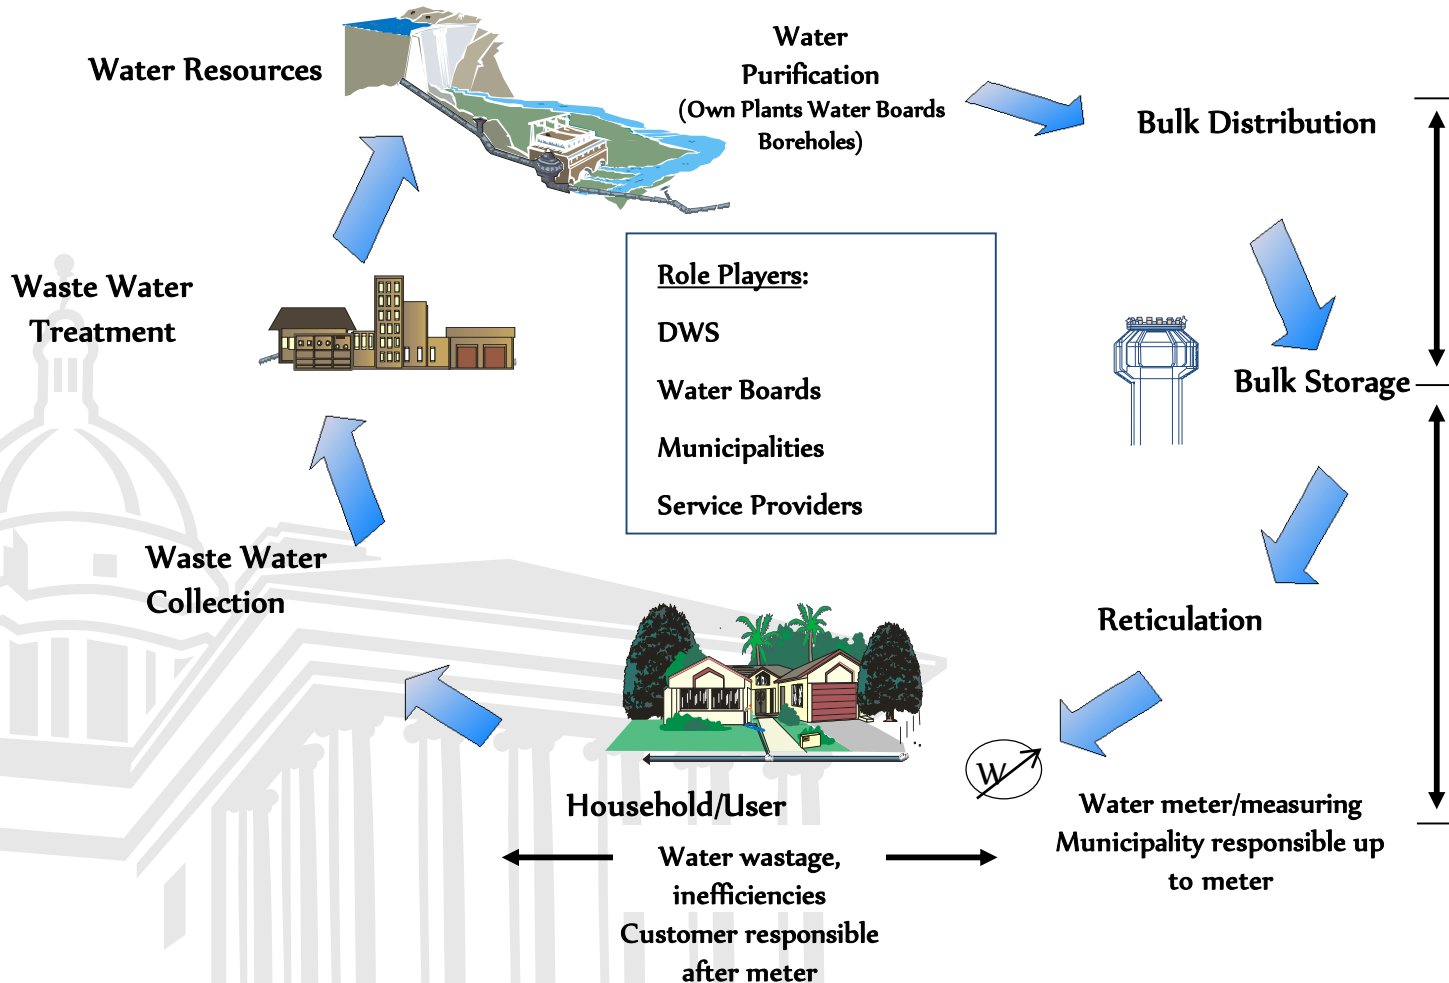 Water Resources
Water
Purification
(Own Plants Water Boards
Boreholes)
Bulk Distribution
Bulk Storage
Reticulation
Water meter/measuring
Municipality responsible up
to meter
W
Household/User
Water wastage,
inefficiencies
Customer responsible
after meter
Waste Water
Collection
Waste Water
Treatment
Role Players:
DWS
Water Boards
Municipalities
Service Providers